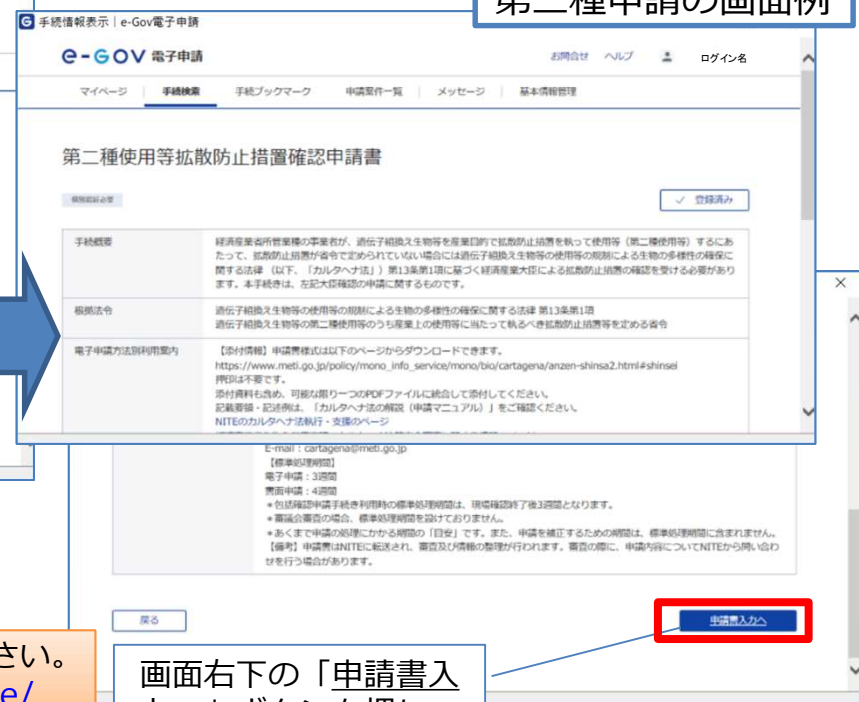 第二種申請の画面例
手続情報表示｜e-Gov電子申請
e-GOV 電子申請
お問合せ ヘルプ ログイン名
マイページ 手続検索 手続ブックマーク 申請案件一覧 メッセージ 基本情報管理
第二種使用等拡散防止措置確認申請書
個別認証必要
✓ 登録済み
手続概要
経済産業省所管業種の事業者が、遺伝子組換え生物等を産業目的で拡散防止措置を執って使用等（第二種使用等）するにあ
たって、拡散防止措置が省令で定められていない場合には遺伝子組換え生物等の使用等の規制による生物の多様性の確保に
関する法律（以下、「カルタヘナ法」）第13条第1項に基づく経済産業大臣による拡散防止措置の確認を受ける必要があり
ます。本手続きは、左記大臣確認の申請に関するものです。
根拠法令
遺伝子組換え生物等の使用等の規制による生物の多様性の確保に関する法律 第13条第1項
遺伝子組換え生物等の第二種使用等のうち産業上の使用等に当たって執るべき拡散防止措置等を定める省令
電子申請方法別利用案内
【添付情報】申請書様式は以下のページからダウンロードできます。
https://www.meti.go.jp/policy/mono_info_service/mono/bio/cartagena/anzen-shinsa2.html#shinsei
押印は不要です。
添付資料も含め、可能な限り一つのPDFファイルに統合して添付してください。
記載要領・記述例は、「カルタヘナ法の解説（申請マニュアル）」をご確認ください。
NITEのカルタヘナ法執行・支援のページ
E-mail：cartagena@meti.go.jp
【標準処理期間】
電子申請：3週間
書面申請：4週間
＊包括確認申請手続き利用時の標準処理期間は、現場確認終了後3週間となります。
＊審議会審査の場合、標準処理期間を設けておりません。
＊あくまで申請の処理にかかる期間の「目安」です。また、申請を補正するための期間は、標準処理期間に含まれません。
【備考】申請書はNITEに転送され、審査及び情報の整理が行われます。審査の際に、申請内容についてNITEから問い合わ
せを行う場合があります。
戻る
申請書入力へ
さい。
e/
画面右下の「申請書入